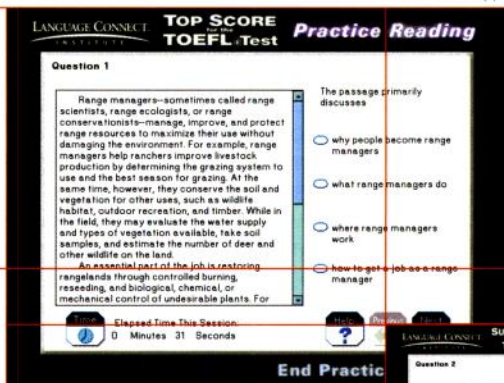 LANGUAGE CONNECT
INSTITUTE
TOP SCORE
for the
TOEFL Test
Practice Reading
Question 1
Range managers--sometimes called range
scientists, range ecologists, or range
conservationists--manage, improve, and protect
range resources to maximize their use without
damaging the environment. For example, range
managers help ranchers improve livestock
production by determining the grazing system to
use and the best season for grazing. At the
same time, however, they conserve the soil and
vegetation for other uses, such as wildlife
habitat, outdoor recreation, and timber. While in
the field, they may evaluate the water supply
and types of vegetation available, take soil
samples, and estimate the number of deer and
other wildlife on the land.
An essential part of the job is restoring
rangelands through controlled burning,
reseeding, and biological, chemical, or
mechanical control of undesirable plants. For
The passage primarily
discusses
why people become range
managers
what range managers do
where range managers
work
how to get a job as a range
manager
Time
Elapsed Time This Session:
0 Minutes 31 Seconds
Help
?
Previous
Next
End Practic
LANGUAGE CONNECT
SU
Question 2